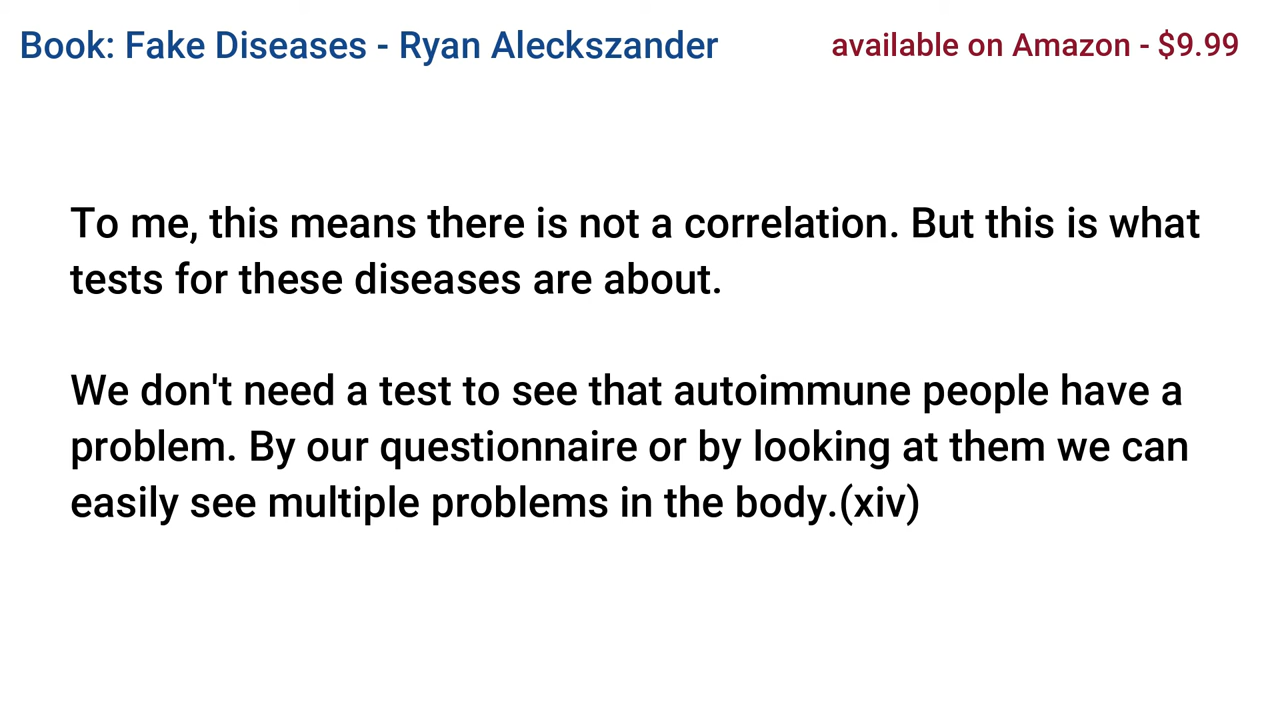 Book: Fake Diseases - Ryan Aleckszander
available on Amazon - $9.99
To me, this means there is not a correlation. But this is what
tests for these diseases are about.
We don't need a test to see that autoimmune people have a
problem. By our questionnaire or by looking at them we can
easily see multiple problems in the body.(xiv)